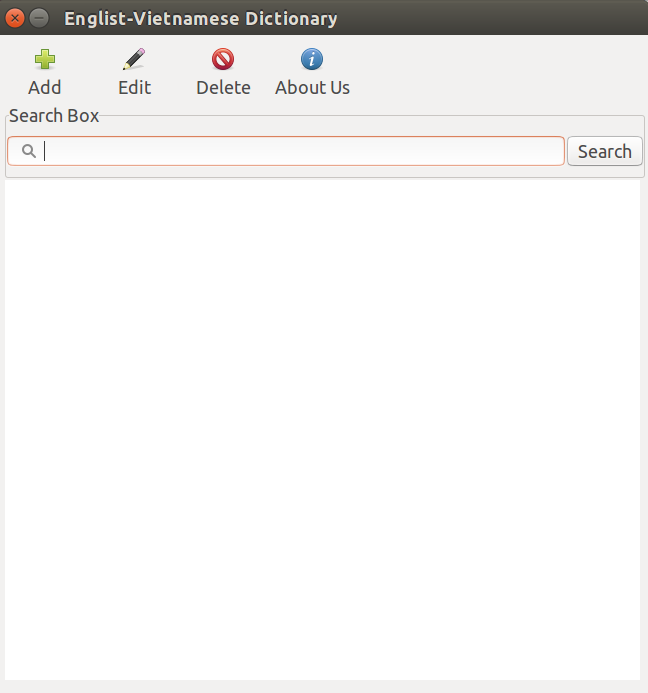 Englist-Vietnamese Dictionary
Add Edit Delete About Us
Search Box
Search